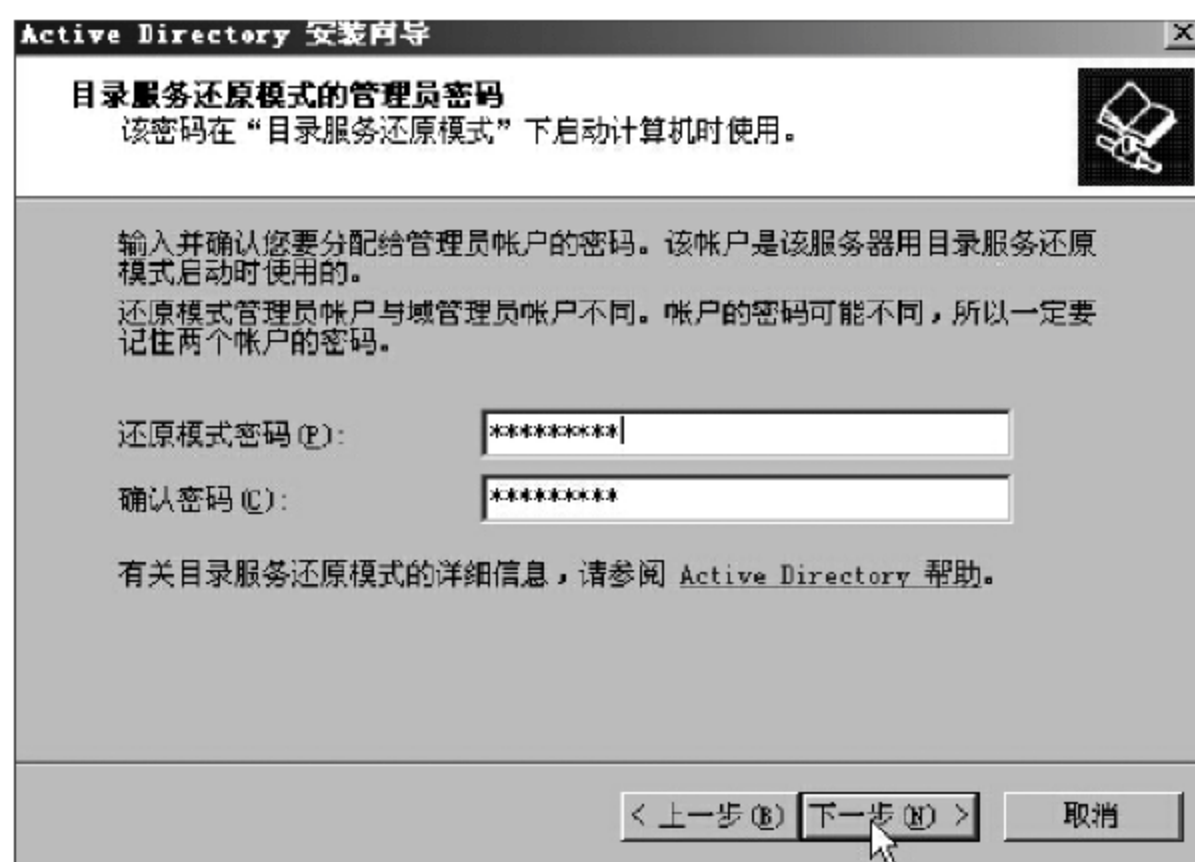 Active Directory 安装向导
目录服务还原模式的管理员密码
该密码在“目录服务还原模式”下启动计算机时使用。
输入并确认您要分配给管理员帐户的密码。该帐户是该服务器用目录服务还原
模式启动时使用的。
还原模式管理员帐户与域管理员帐户不同。帐户的密码可能不同，所以一定要
记住两个帐户的密码。
还原模式密码(P):
*********
确认密码(C):
*********
有关目录服务还原模式的详细信息，请参阅 Active Directory 帮助。
< 上一步(B) 下一步(N) > 取消